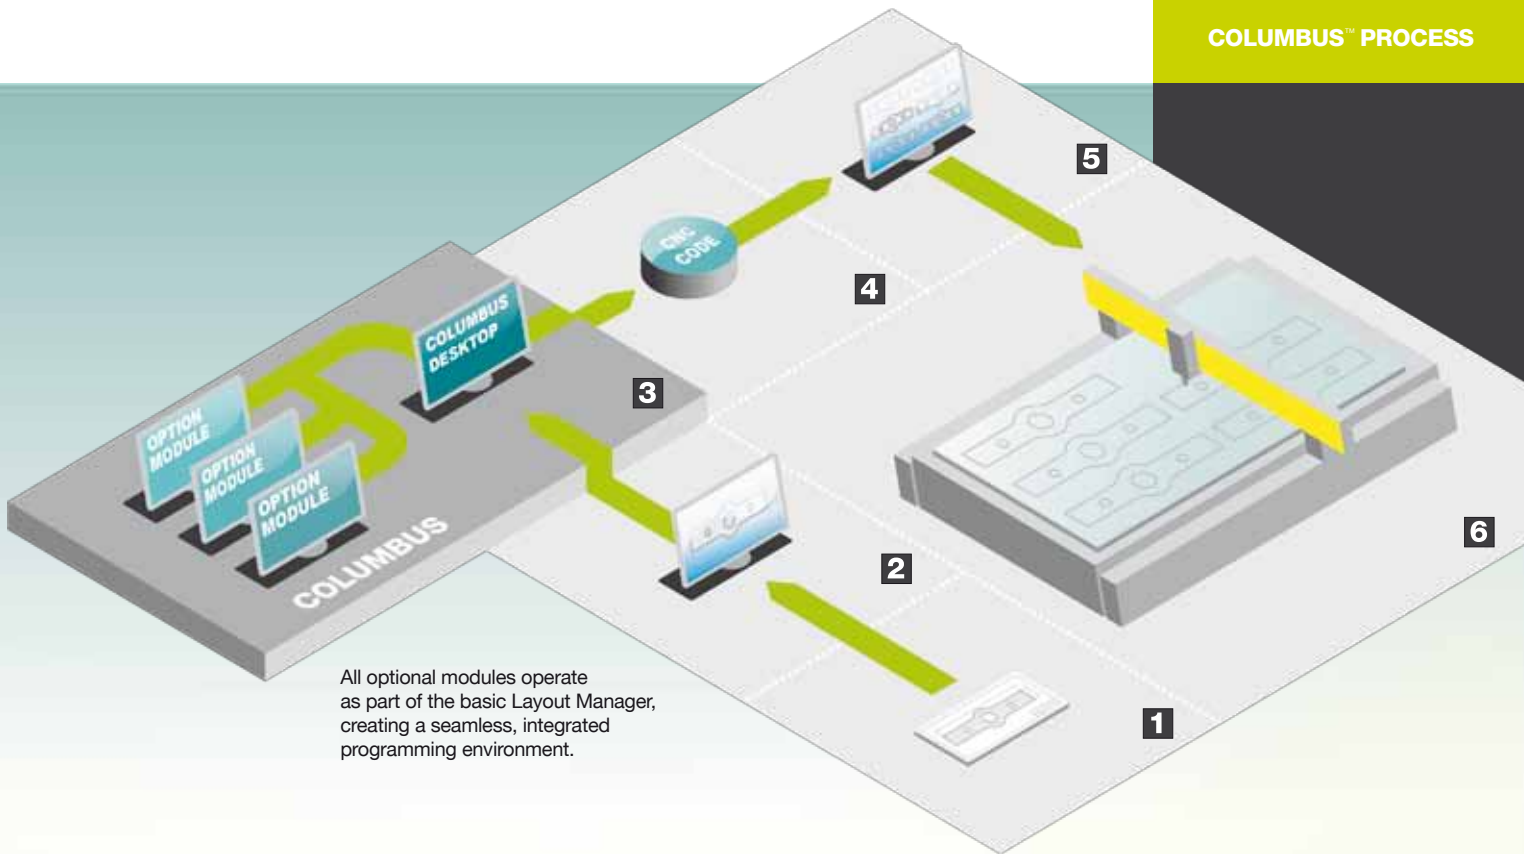 COLUMBUS™ PROCESS
5
CNC
CODE
4
COLUMBUS
DESKTOP
3
OPTION
MODULE
OPTION
MODULE
OPTION
MODULE
COLUMBUS
2
6
1
All optional modules operate
as part of the basic Layout Manager,
creating a seamless, integrated
programming environment.